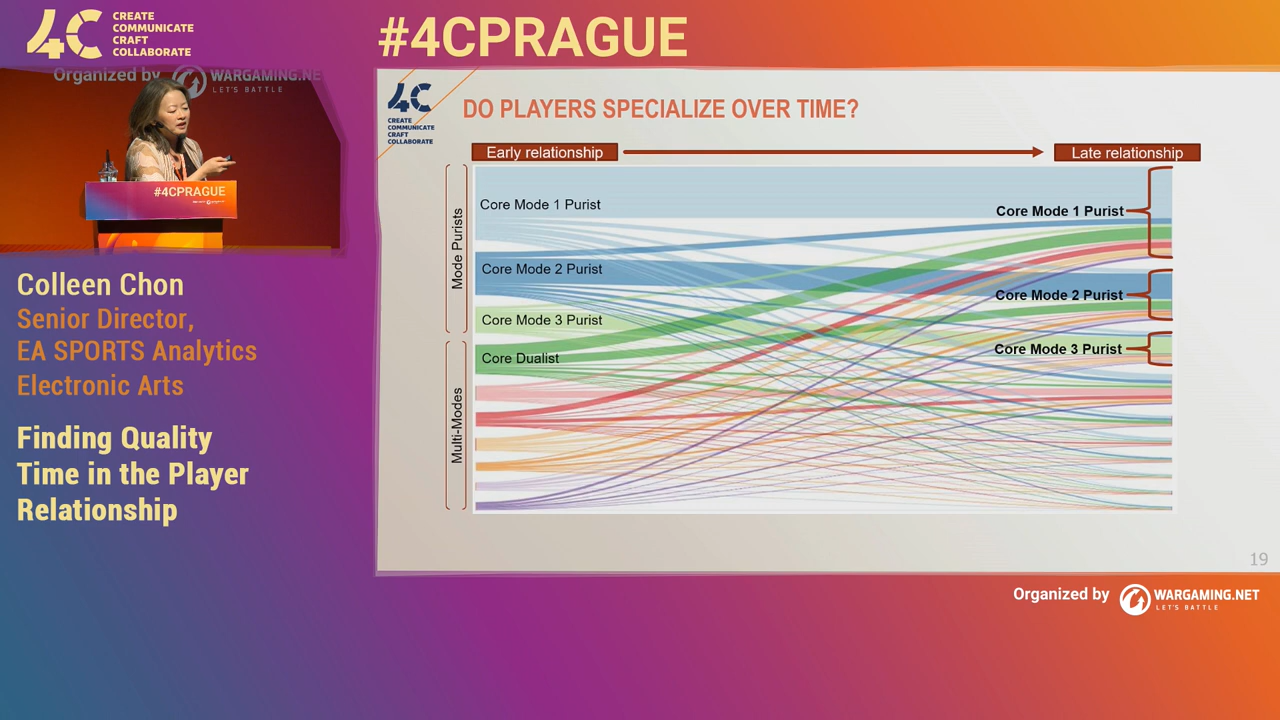 4C
CREATE
COMMUNICATE
CRAFT
COLLABORATE
#4CPRAGUE
Organized by WARGAMING.NE
LET'S BATTLE
#4CPRAGUE
Colleen Chon
Senior Director,
EA SPORTS Analytics
Electronic Arts
Finding Quality
Time in the Player
Relationship
4C
CREATE
COMMUNICATE
CRAFT
COLLABORATE
DO PLAYERS SPECIALIZE OVER TIME?
Early relationship
Late relationship
Mode Purists
Core Mode 1 Purist
Core Mode 2 Purist
Core Mode 3 Purist
Multi-Modes
Core Dualist
Core Mode 1 Purist
Core Mode 2 Purist
Core Mode 3 Purist
19
Organized by WARGAMING.NET
LET'S BATTLE